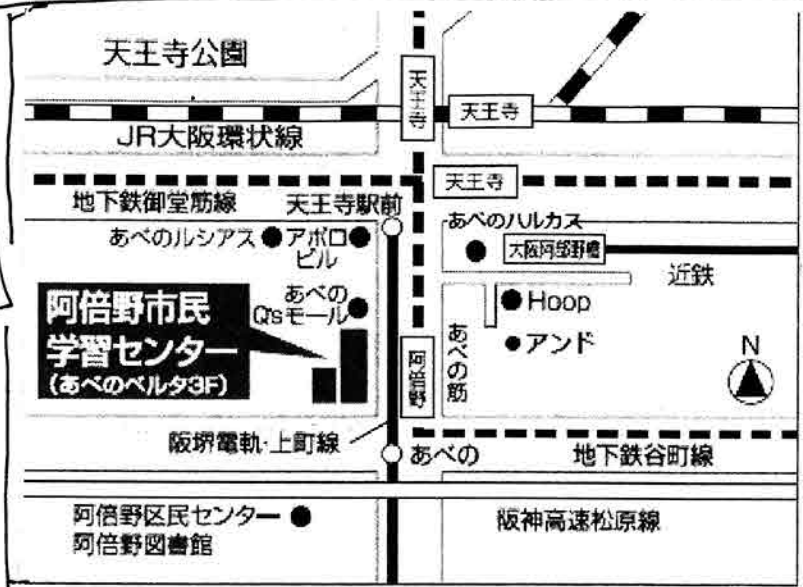 天王寺公園
天王寺
天王寺
JR大阪環状線
天王寺
地下鉄御堂筋線
天王寺駅前
あべのハルカス
あべのルシアス
アポロ
ビル
大阪阿部野橋
近鉄
あべの
Q'sモール
Hoop
アンド
阿倍野市民
学習センター
(あべのベルタ3F)
あべの筋
阿倍野
N
阪堺電軌・上町線
あべの
地下鉄谷町線
阿倍野区民センター
阿倍野図書館
阪神高速松原線